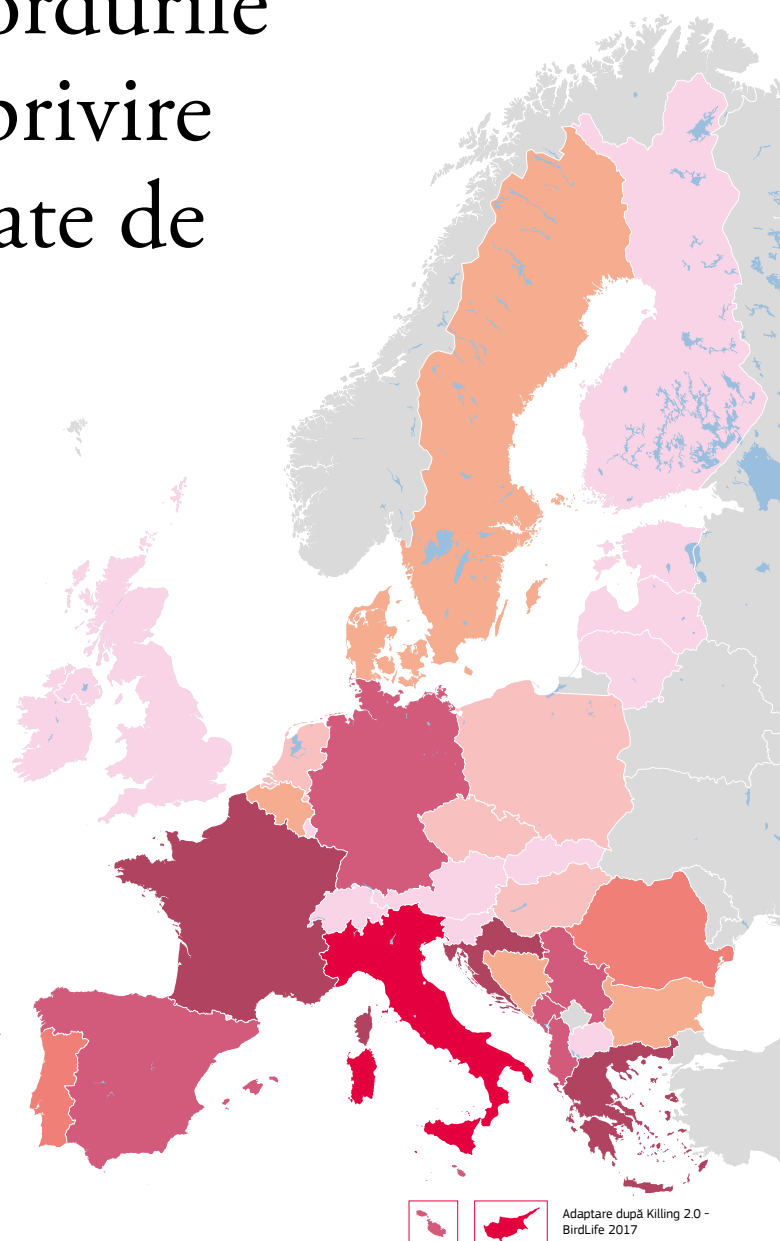 ordurile
privire
ate de
Adaptare după Killing 2.0 -
BirdLife 2017